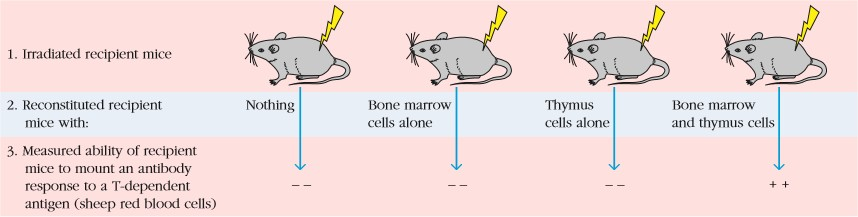 1. Irradiated recipient mice
2. Reconstituted recipient
mice with:
Nothing
Bone marrow
cells alone
Thymus
cells alone
Bone marrow
and thymus cells
3. Measured ability of recipient
mice to mount an antibody
response to a T-dependent
antigen (sheep red blood cells)
– –
– –
– –
+ +